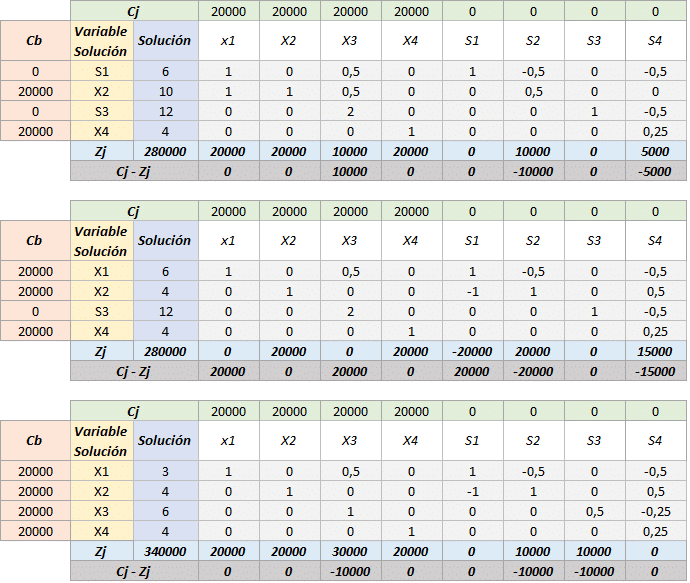 Cj 20000 20000 20000 20000 0 0 0 0
Cb Variable Solución Solución x1 X2 X3 X4 S1 S2 S3 S4
0 S1 6 1 0 0,5 0 1 -0,5 0 -0,5
20000 X2 10 1 1 0,5 0 0 0,5 0 0
0 S3 12 0 0 2 0 0 0 1 -0,5
20000 X4 4 0 0 0 1 0 0 0 0,25
Zj 280000 20000 20000 10000 20000 0 10000 0 5000
Cj - Zj 0 0 10000 0 0 -10000 0 -5000
Cj 20000 20000 20000 20000 0 0 0 0
Cb Variable Solución Solución x1 X2 X3 X4 S1 S2 S3 S4
20000 X1 6 1 0 0,5 0 1 -0,5 0 -0,5
20000 X2 4 0 1 0 0 -1 1 0 0,5
0 S3 12 0 0 2 0 0 0 1 -0,5
20000 X4 4 0 0 0 1 0 0 0 0,25
Zj 280000 0 20000 0 20000 -20000 20000 0 15000
Cj - Zj 20000 0 20000 0 20000 -20000 0 -15000
Cj 20000 20000 20000 20000 0 0 0 0
Cb Variable Solución Solución x1 X2 X3 X4 S1 S2 S3 S4
20000 X1 3 1 0 0,5 0 1 -0,5 0 -0,5
20000 X2 4 0 1 0 0 -1 1 0 0,5
20000 X3 6 0 0 1 0 0 0 0,5 -0,25
20000 X4 4 0 0 0 1 0 0 0 0,25
Zj 340000 20000 20000 30000 20000 0 10000 10000 0
Cj - Zj 0 0 -10000 0 0 -10000 -10000 0